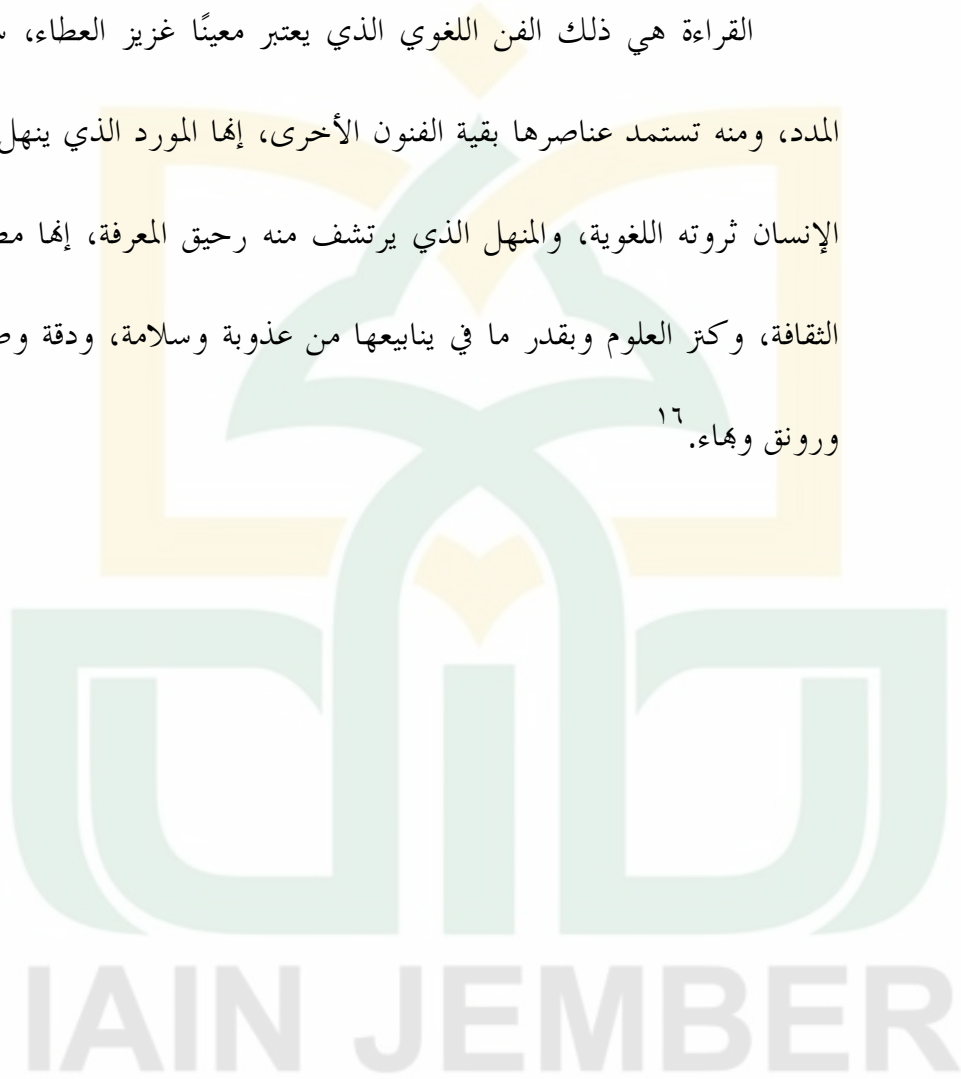 القراءة هي ذلك الفن اللغوي الذي يعتبر معينًا غزيز العطاء،
المدد، ومنه تستمد عناصرها بقية الفنون الأخرى، إنها المورد الذي ينهل
الإنسان ثروته اللغوية، والمنهل الذي يرتشف منه رحيق المعرفة، إنها
الثقافة، وكتر العلوم وبقدر ما في ينابيعها من عذوبة وسلامة، ودقة
ورونق وبهاء.١٦
IAIN JEMBER